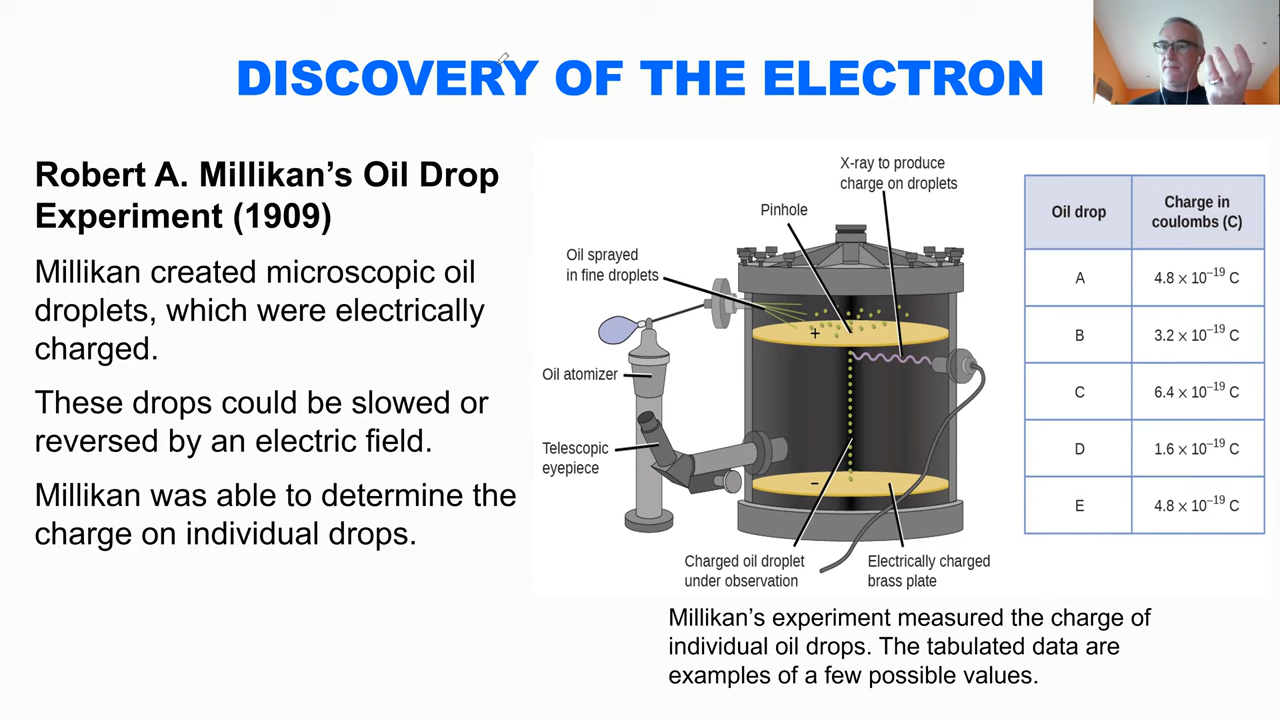 DISCOVERY OF THE ELECTRON
Robert A. Millikan’s Oil Drop
Experiment (1909)
Millikan created microscopic oil
droplets, which were electrically
charged.
These drops could be slowed or
reversed by an electric field.
Millikan was able to determine the
charge on individual drops.
X-ray to produce
charge on droplets
Pinhole
Oil sprayed
in fine droplets
+
Oil atomizer
Telescopic
eyepiece
-
Charged oil droplet
under observation
Electrically charged
brass plate
Oil drop Charge in
coulombs (C)
A 4.8 × 10⁻¹⁹ C
B 3.2 × 10⁻¹⁹ C
C 6.4 × 10⁻¹⁹ C
D 1.6 × 10⁻¹⁹ C
E 4.8 × 10⁻¹⁹ C
Millikan’s experiment measured the charge of
individual oil drops. The tabulated data are
examples of a few possible values.